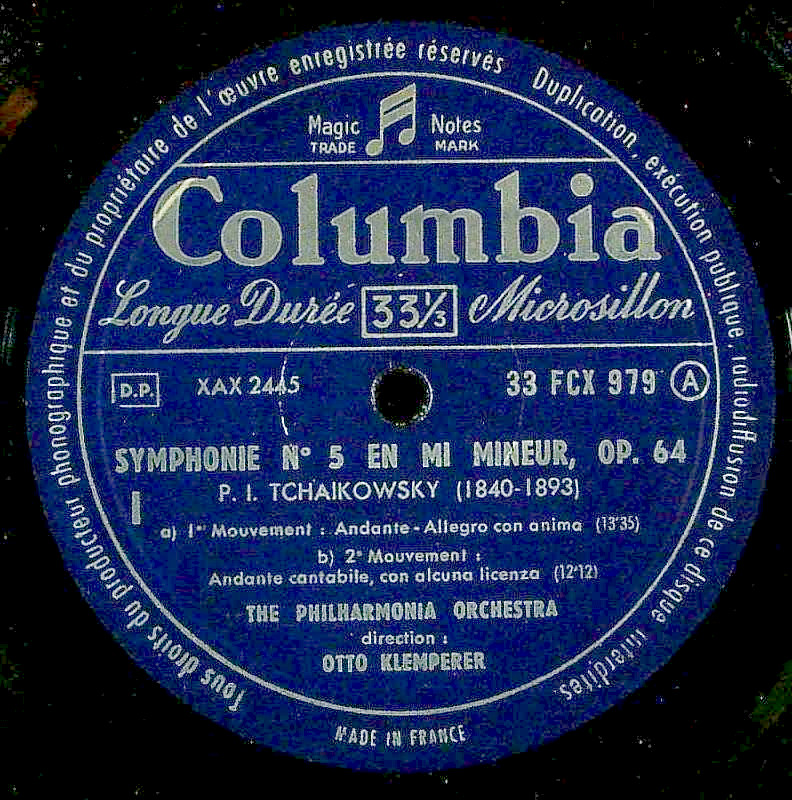 Tous droits du producteur phonographique et du propriétaire de l'œuvre enregistrée réservés Duplication, exécution publique, radiodiffusion de ce disque interdites.
Magic Notes
TRADE MARK
Columbia
Longue Durée 33⅓ Microsillon
D.P. XAX 2445 33 FCX 979 A
SYMPHONIE N° 5 EN MI MINEUR, OP. 64
P. I. TCHAIKOWSKY (1840-1893)
I
a) 1er Mouvement : Andante - Allegro con anima (13'35)
b) 2e Mouvement :
Andante cantabile, con alcuna licenza (12'12)
THE PHILHARMONIA ORCHESTRA
direction :
OTTO KLEMPERER
MADE IN FRANCE